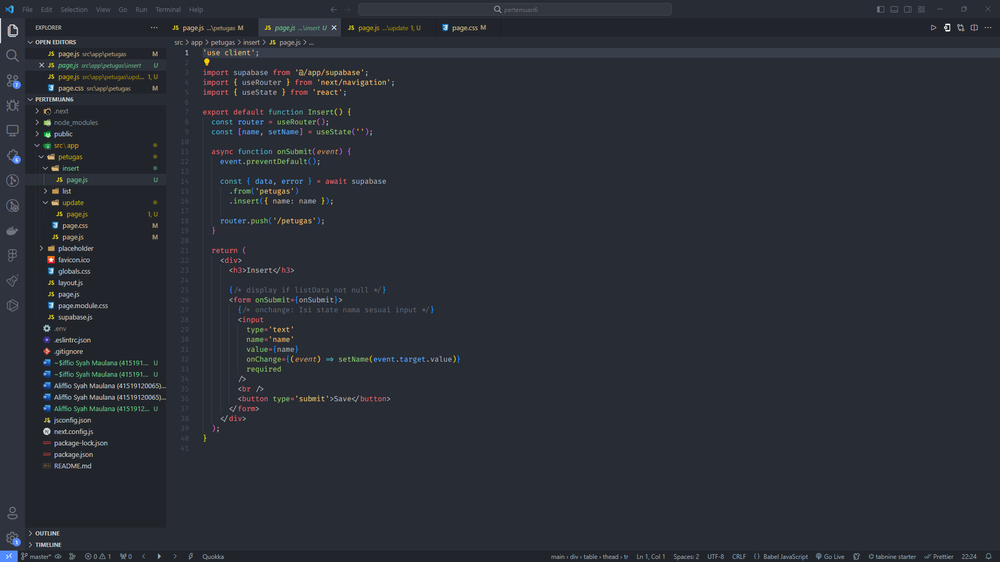 File Edit Selection View Go Run Terminal Help
pertemuan6
EXPLORER
OPEN EDITORS
JS page.js src\app\petugas M
JS page.js src\app\petugas\insert U
JS page.js src\app\petugas\upd... 1, U
page.css src\app\petugas M
PERTEMUAN6
.next
node_modules
public
src\app
petugas
insert
JS page.js U
list
update
JS page.js 1, U
page.css M
JS page.js M
placeholder
favicon.ico
globals.css
JS layout.js
JS page.js
page.module.css
JS supabase.js
.env
.eslintrc.json
.gitignore
~$iffio Syah Maulana (415191... U
~$iffio Syah Maulana (415191... U
Aliffio Syah Maulana (41519120065)...
Aliffio Syah Maulana (41519120065)...
Aliffio Syah Maulana (4151912... U
JS jsconfig.json
next.config.js
package-lock.json
package.json
README.md
OUTLINE
TIMELINE
7
6
1
JS page.js ...\petugas M
JS page.js ...\insert U
JS page.js ...\update 1, U
page.css M
src > app > petugas > insert > JS page.js > ...
1 'use client';
2
3 import supabase from '@/app/supabase';
4 import { useRouter } from 'next/navigation';
5 import { useState } from 'react';
6
7 export default function Insert() {
8 const router = useRouter();
9 const [name, setName] = useState('');
10
11 async function onSubmit(event) {
12 event.preventDefault();
13
14 const { data, error } = await supabase
15 .from('petugas')
16 .insert({ name: name });
17
18 router.push('/petugas');
19 }
20
21 return (
22 <div>
23 <h3>Insert</h3>
24
25 {/* display if listData not null */}
26 <form onSubmit={onSubmit}>
27 {/* onchange: Isi state nama sesuai input */}
28 <input
29 type='text'
30 name='name'
31 value={name}
32 onChange={(event) => setName(event.target.value)}
33 required
34 />
35 <br />
36 <button type='submit'>Save</button>
37 </form>
38 </div>
39 );
40 }
41
master* 0 1 0 Quokka main › div › table › thead › tr Ln 1, Col 1 Spaces: 2 UTF-8 CRLF { } Babel JavaScript Go Live tabnine starter Prettier 22:24